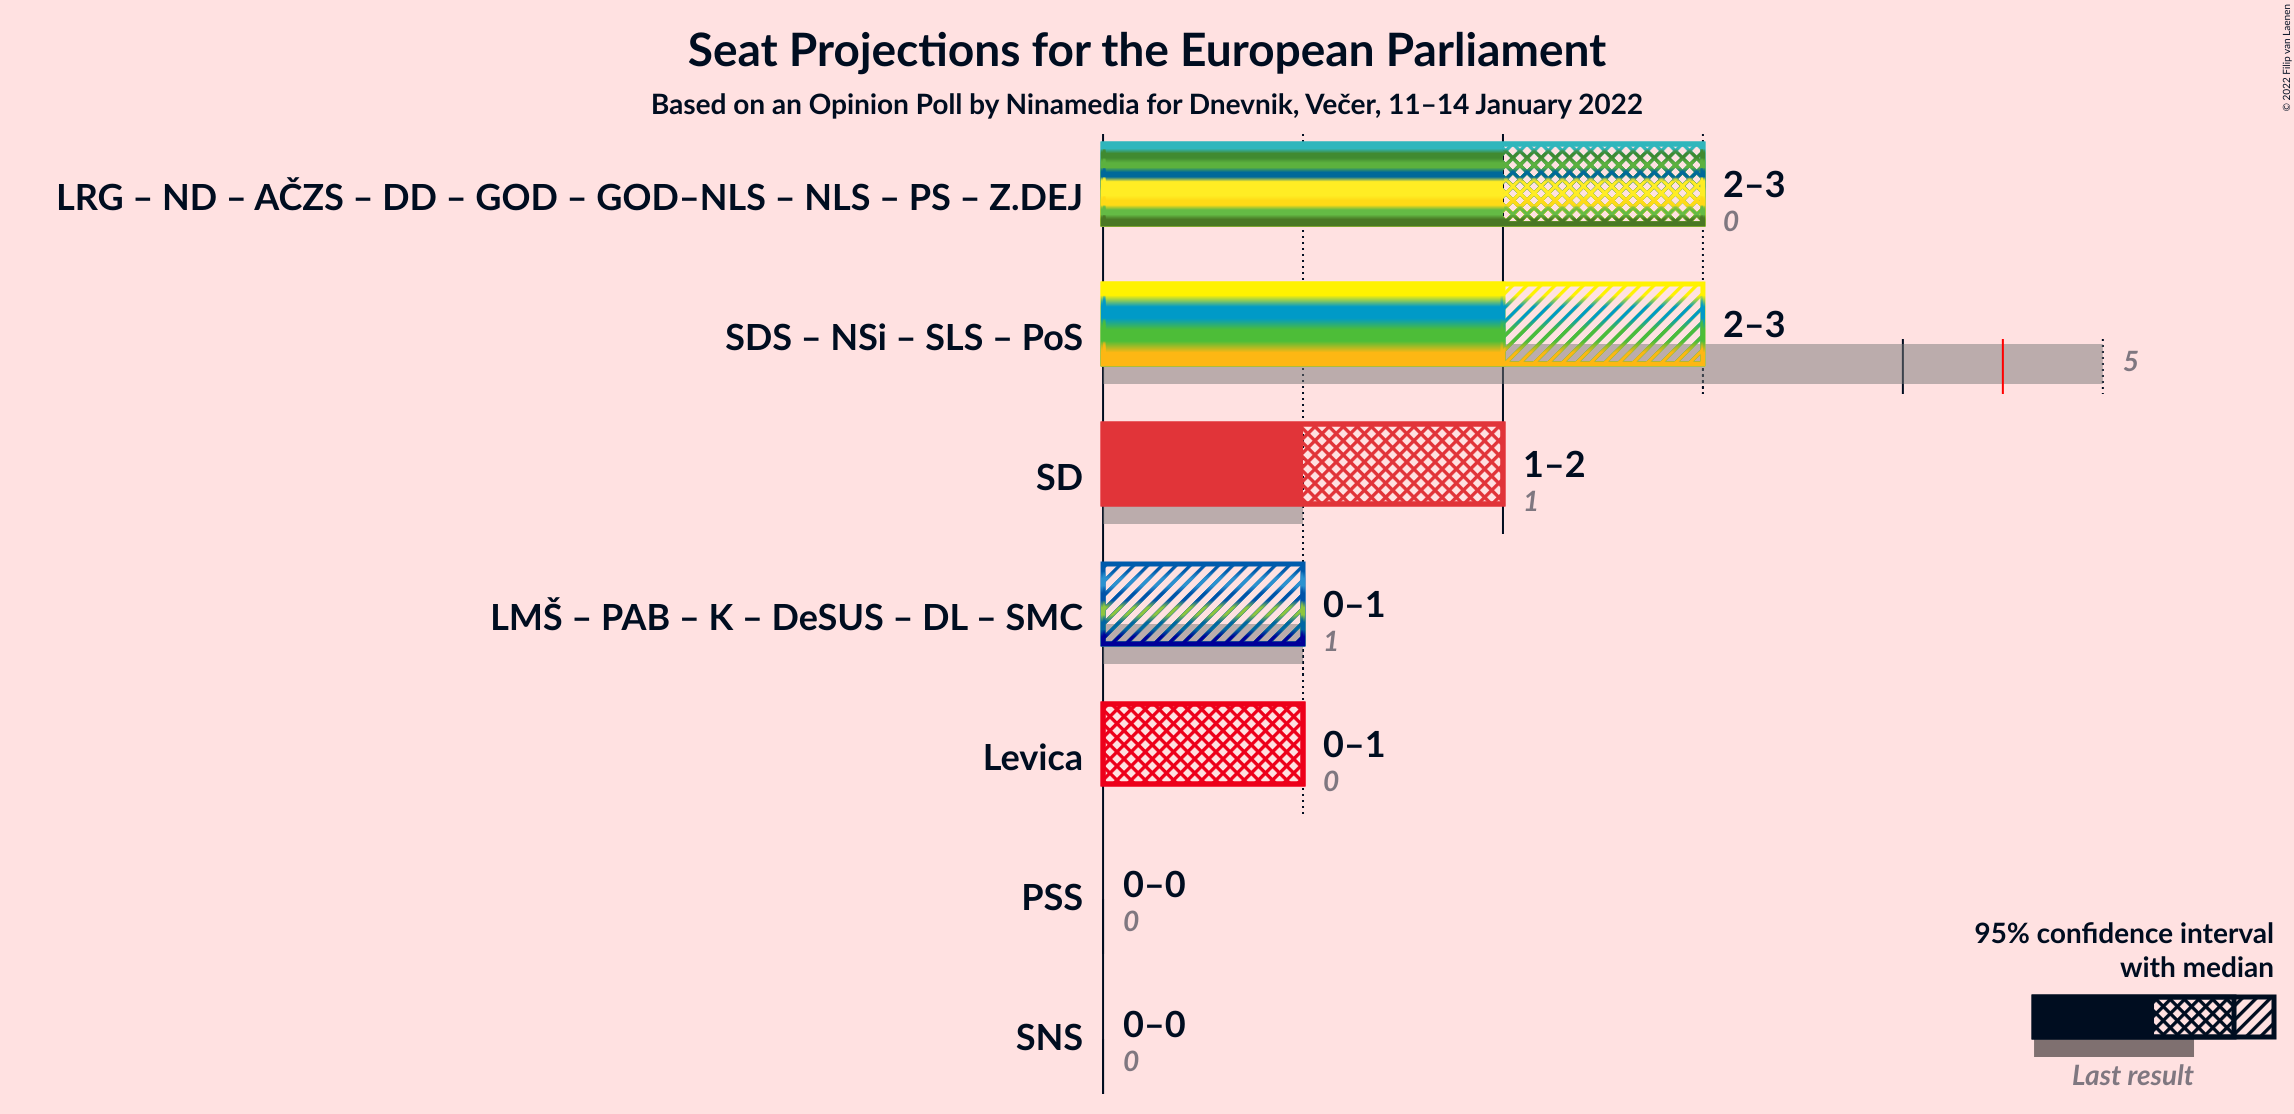 Seat Projections for the European Parliament
Based on an Opinion Poll by Ninamedia for Dnevnik, Večer, 11–14 January 2022
© 2022 Filip van Laenen
LRG – ND – AČZS – DD – GOD – GOD–NLS – NLS – PS – Z.DEJ
2–3
0
SDS – NSi – SLS – PoS
2–3
5
SD
1–2
1
LMŠ – PAB – K – DeSUS – DL – SMC
0–1
1
Levica
0–1
0
PSS
0–0
0
SNS
0–0
0
95% confidence interval
with median
Last result